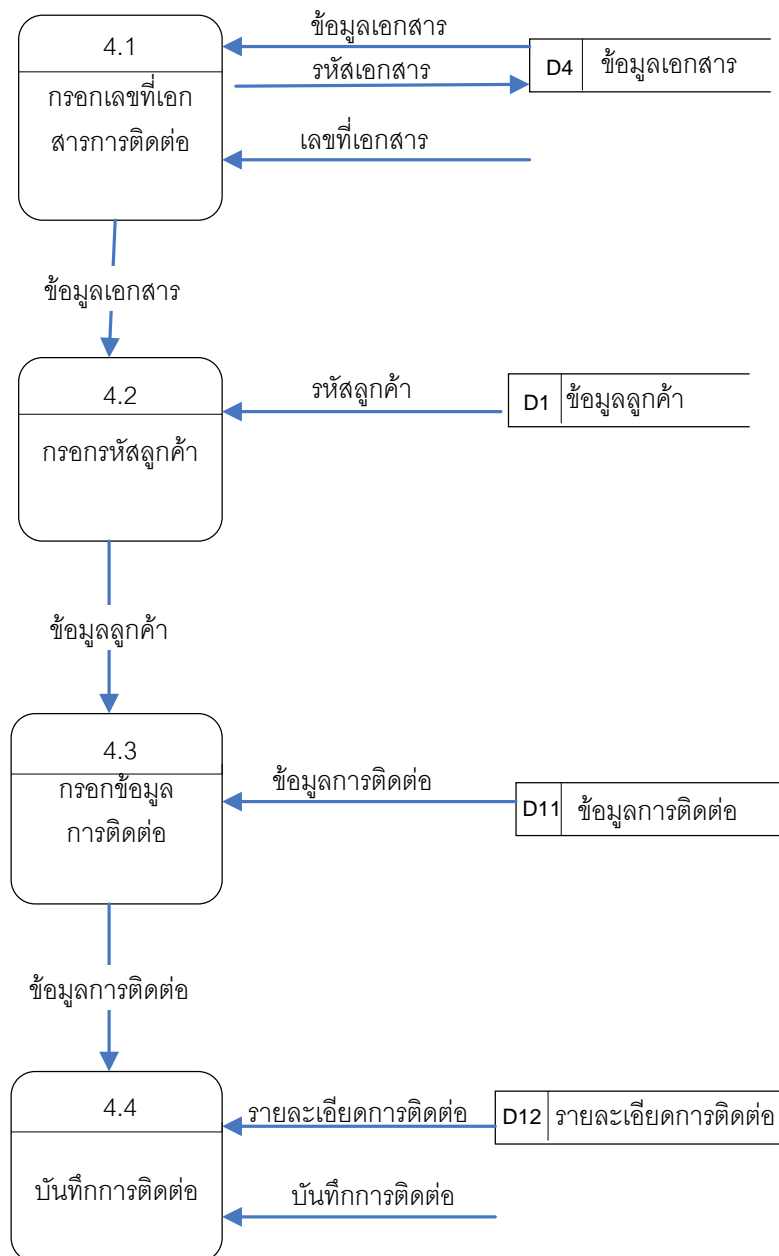 4.1
กรอกเลขที่เอก
สารการติดต่อ
ข้อมูลเอกสาร
รหัสเอกสาร
D4 ข้อมูลเอกสาร
เลขที่เอกสาร
ข้อมูลเอกสาร
4.2
กรอกรหัสลูกค้า
รหัสลูกค้า
D1 ข้อมูลลูกค้า
ข้อมูลลูกค้า
4.3
กรอกข้อมูล
การติดต่อ
ข้อมูลการติดต่อ
D11 ข้อมูลการติดต่อ
ข้อมูลการติดต่อ
4.4
บันทึกการติดต่อ
รายละเอียดการติดต่อ
D12 รายละเอียดการติดต่อ
บันทึกการติดต่อ